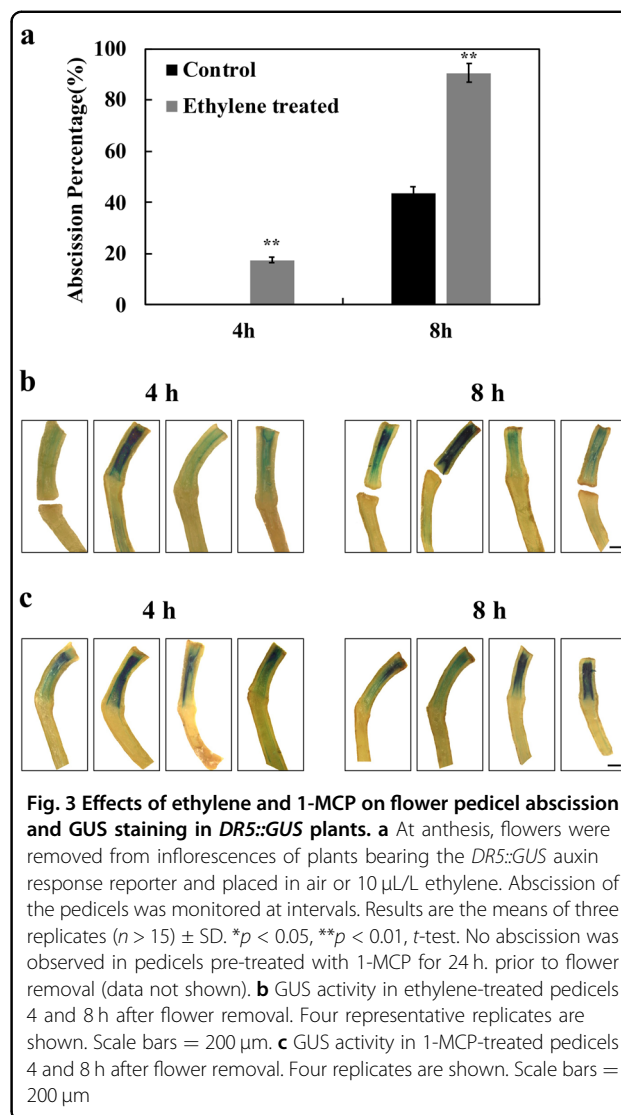 a
100
80
60
40
20
0
Abscission Percentage(%)
Control
Ethylene treated
**
**
4h
8h
b
4 h
8 h
c
4 h
8 h
Fig. 3 Effects of ethylene and 1-MCP on flower pedicel abscission
and GUS staining in DR5::GUS plants. a At anthesis, flowers were
removed from inflorescences of plants bearing the DR5::GUS auxin
response reporter and placed in air or 10 µL/L ethylene. Abscission of
the pedicels was monitored at intervals. Results are the means of three
replicates (n > 15) ± SD. *p < 0.05, **p < 0.01, t-test. No abscission was
observed in pedicels pre-treated with 1-MCP for 24 h. prior to flower
removal (data not shown). b GUS activity in ethylene-treated pedicels
4 and 8 h after flower removal. Four representative replicates are
shown. Scale bars = 200 µm. c GUS activity in 1-MCP-treated pedicels
4 and 8 h after flower removal. Four replicates are shown. Scale bars =
200 µm